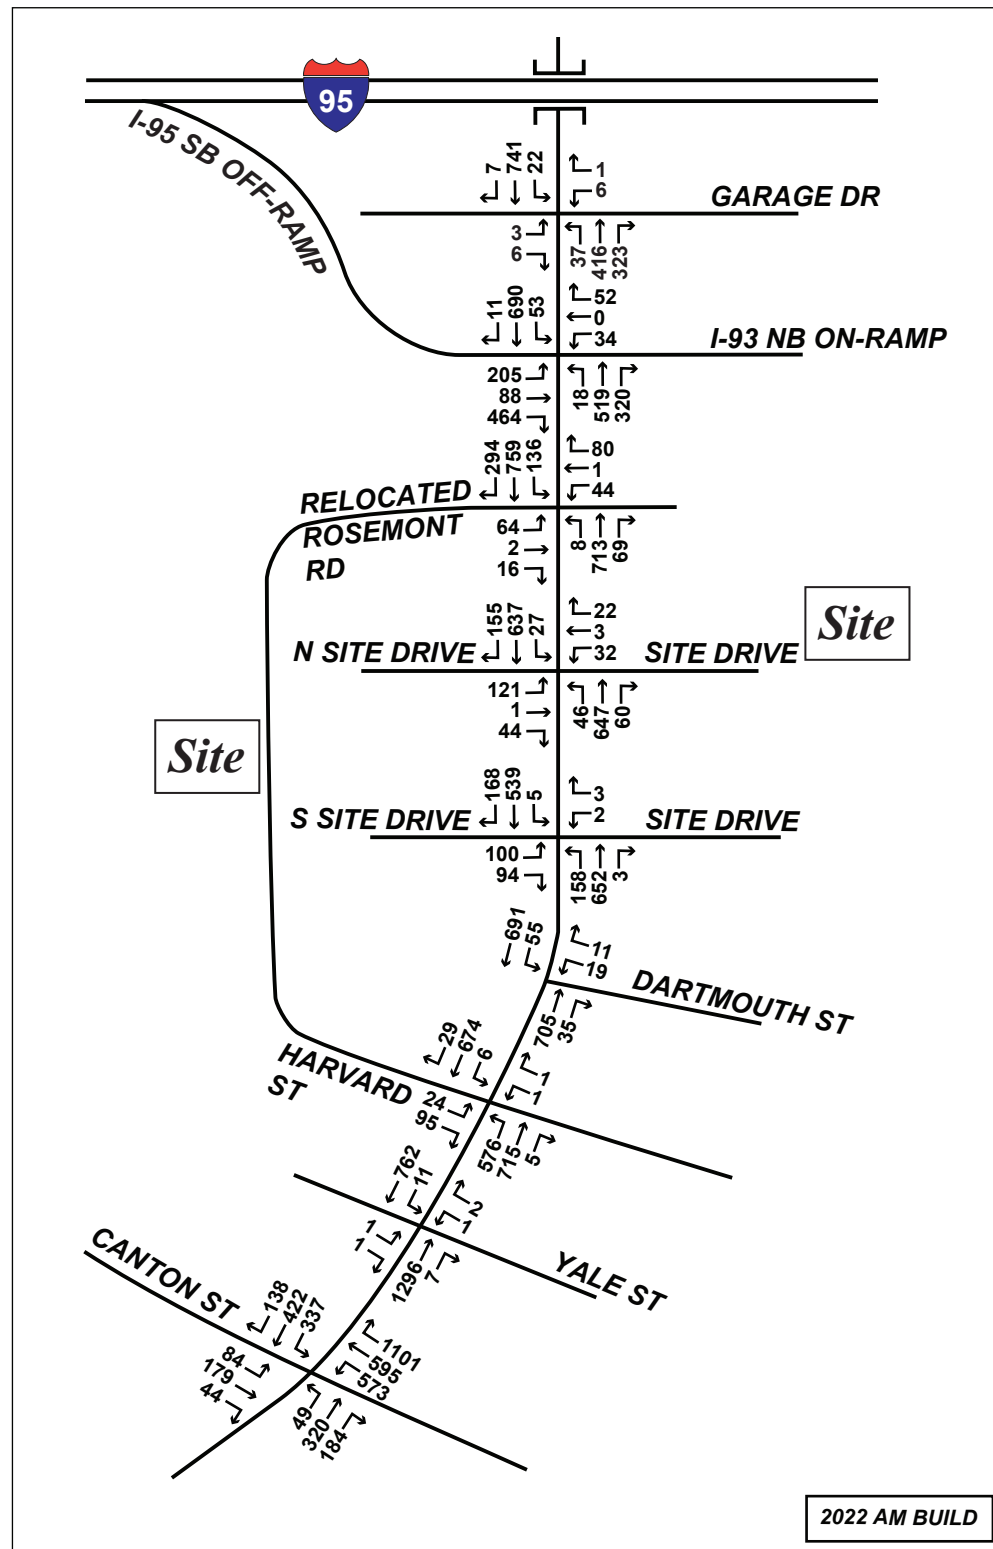 95
I-95 SB OFF-RAMP
7 741 22
1
6
GARAGE DR
3
6
37 416 323
11 690 53
52
0
34
I-93 NB ON-RAMP
205
88
464
18 519 320
294 759 136
80
1
44
RELOCATED
ROSEMONT
RD
64
2
16
8 713 69
155 637 27
22
3
32
Site
N SITE DRIVE
SITE DRIVE
121
1
44
46 647 60
Site
168 539 5
3
2
S SITE DRIVE
SITE DRIVE
100
94
158 652 3
691 55
11
19
DARTMOUTH ST
705 35
29 674 6
1
1
HARVARD
ST
24
95
576 715 5
762 11
2
1
1
1
YALE ST
1296 7
CANTON ST
138 422 337
1101
595
573
84
179
44
49 320 184
2022 AM BUILD